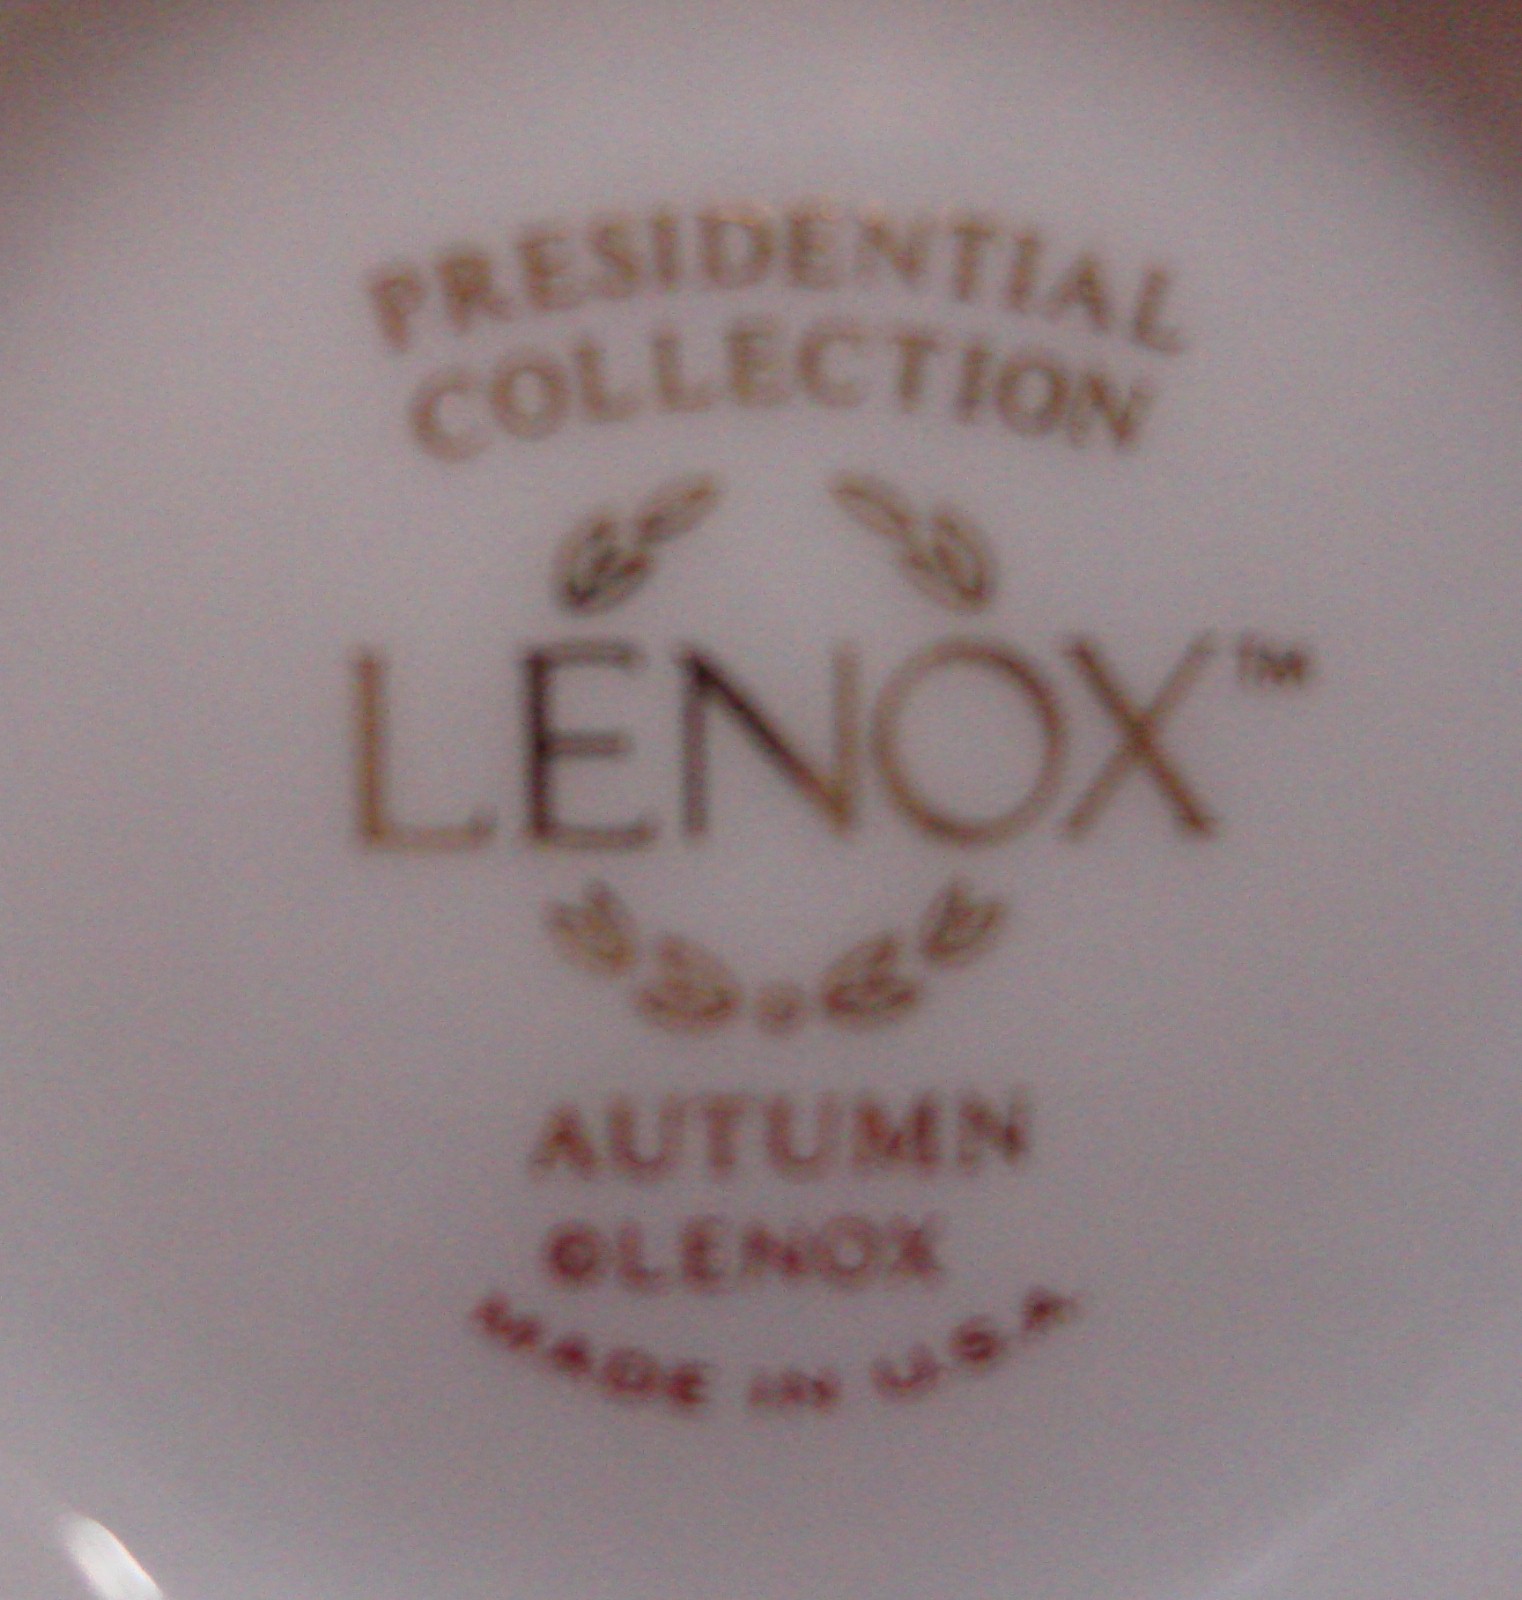 PRESIDENTIAL
COLLECTION
LENOX™
AUTUMN
©LENOX
MADE IN U.S.A.